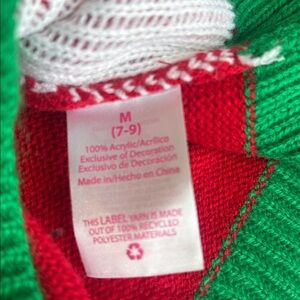 M
(7-9)
100% Acrylic/Acrílico
Exclusive of Decoration
Exclusivo de Decoración
Made in/Hecho en China
THIS LABEL YARN IS MADE
OUT OF 100% RECYCLED
POLYESTER MATERIALS